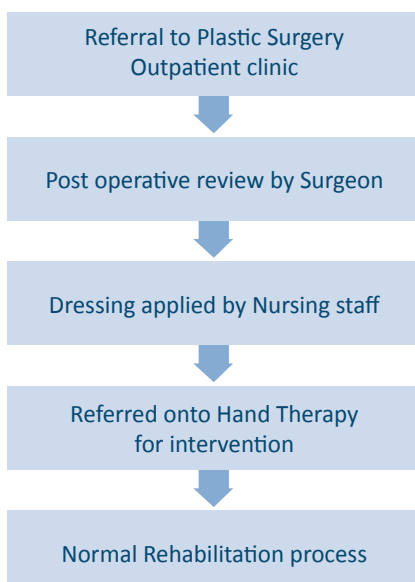 Referral to Plastic Surgery
Outpatient clinic
Post operative review by Surgeon
Dressing applied by Nursing staff
Referred onto Hand Therapy
for intervention
Normal Rehabilitation process